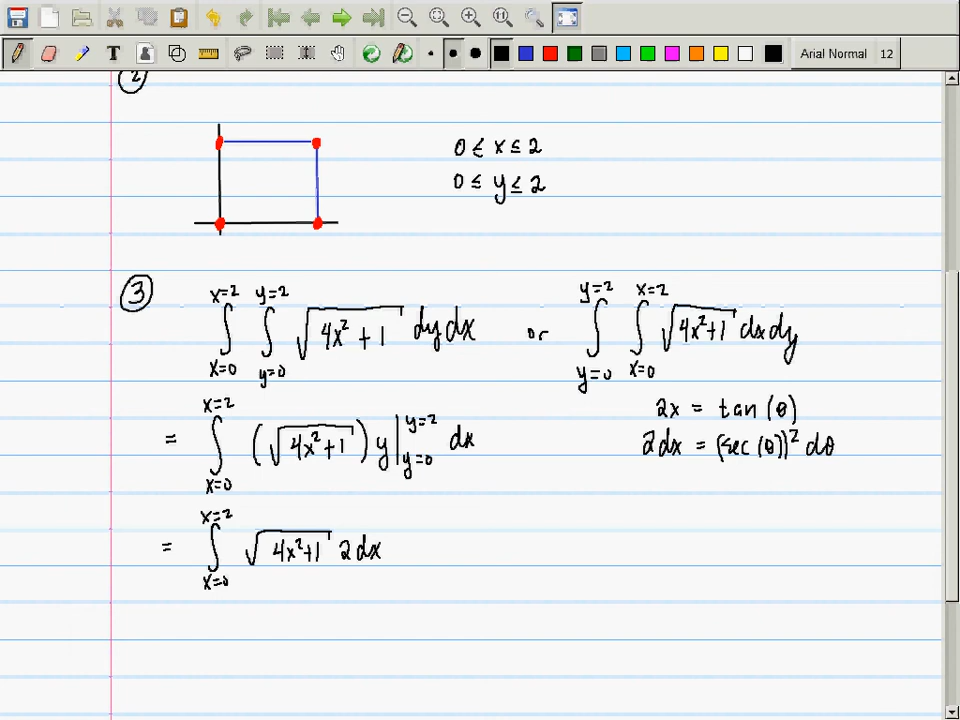 T
Arial Normal 12
②
0 ≤ x ≤ 2
0 ≤ y ≤ 2
③
∫_{x=0}^{x=2} ∫_{y=0}^{y=2} √(4x²+1) dy dx or ∫_{y=0}^{y=2} ∫_{x=0}^{x=2} √(4x²+1) dx dy
2x = tan(θ)
= ∫_{x=0}^{x=2} (√(4x²+1)) y |_{y=0}^{y=2} dx
2dx = (sec(θ))² dθ
= ∫_{x=0}^{x=2} √(4x²+1) 2dx